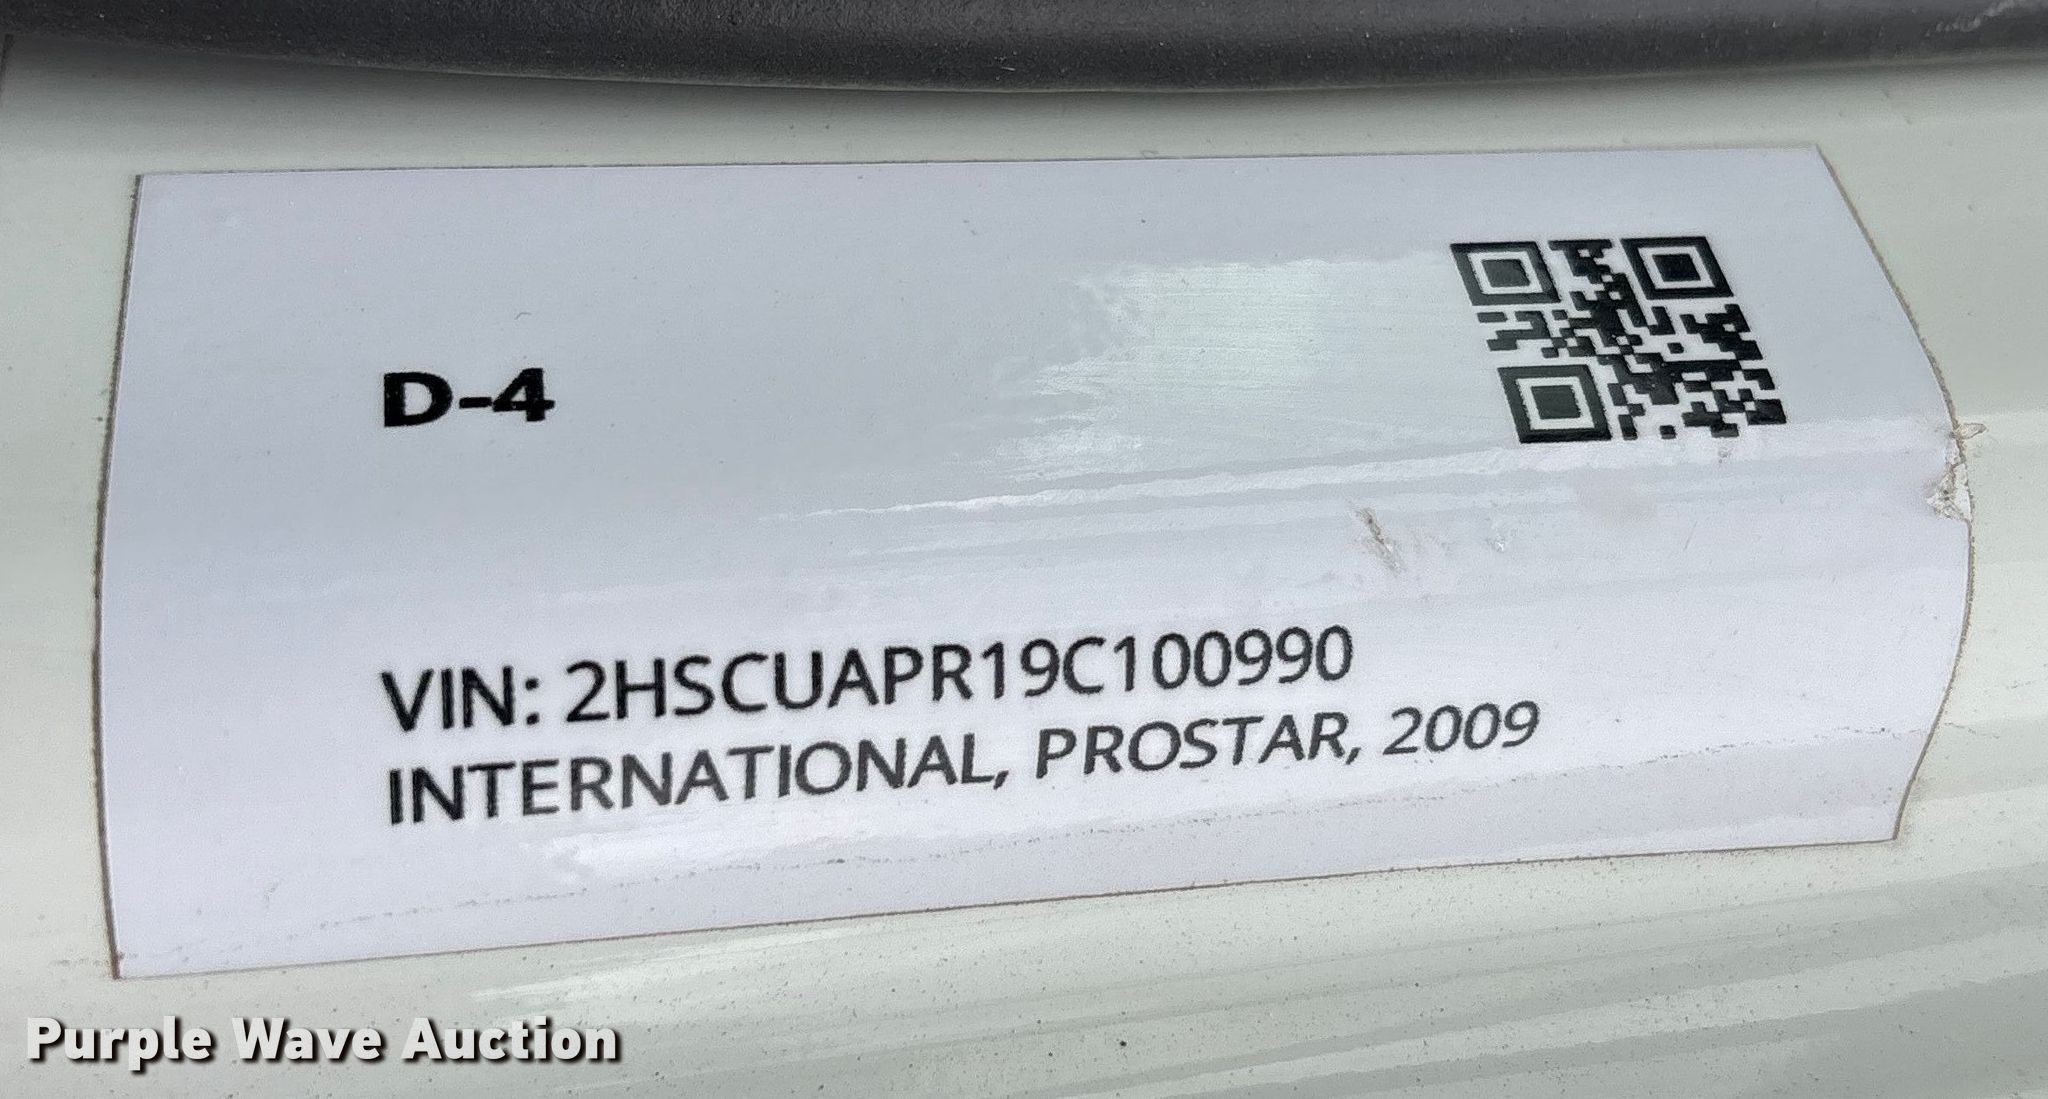 D-4
VIN: 2HSCUAPR19C100990
INTERNATIONAL, PROSTAR, 2009
Purple Wave Auction